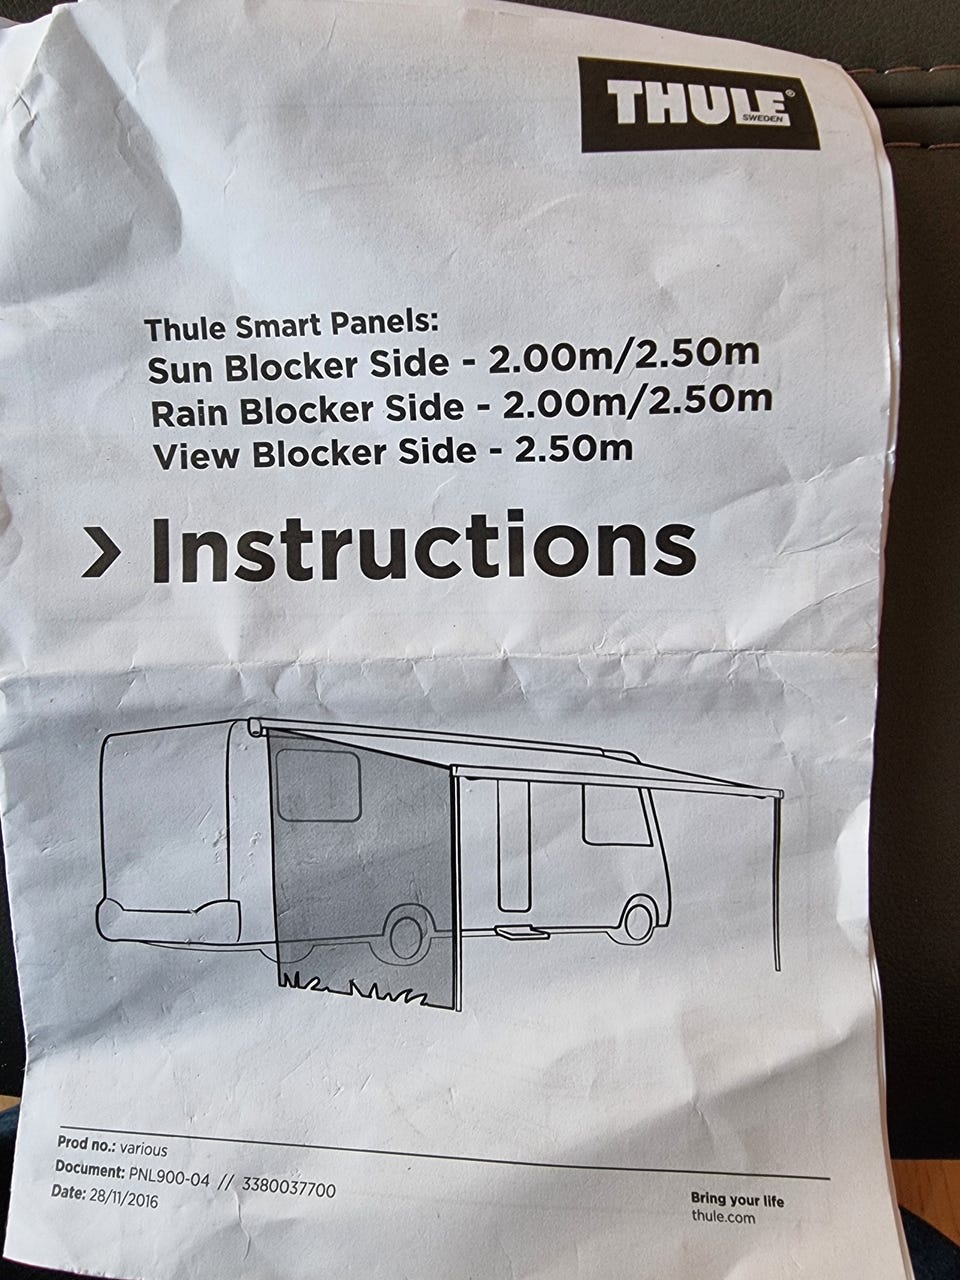 THULE®
SWEDEN
Thule Smart Panels:
Sun Blocker Side - 2.00m/2.50m
Rain Blocker Side - 2.00m/2.50m
View Blocker Side - 2.50m
› Instructions
Prod no.: various
Document: PNL900-04 // 3380037700
Date: 28/11/2016
Bring your life
thule.com